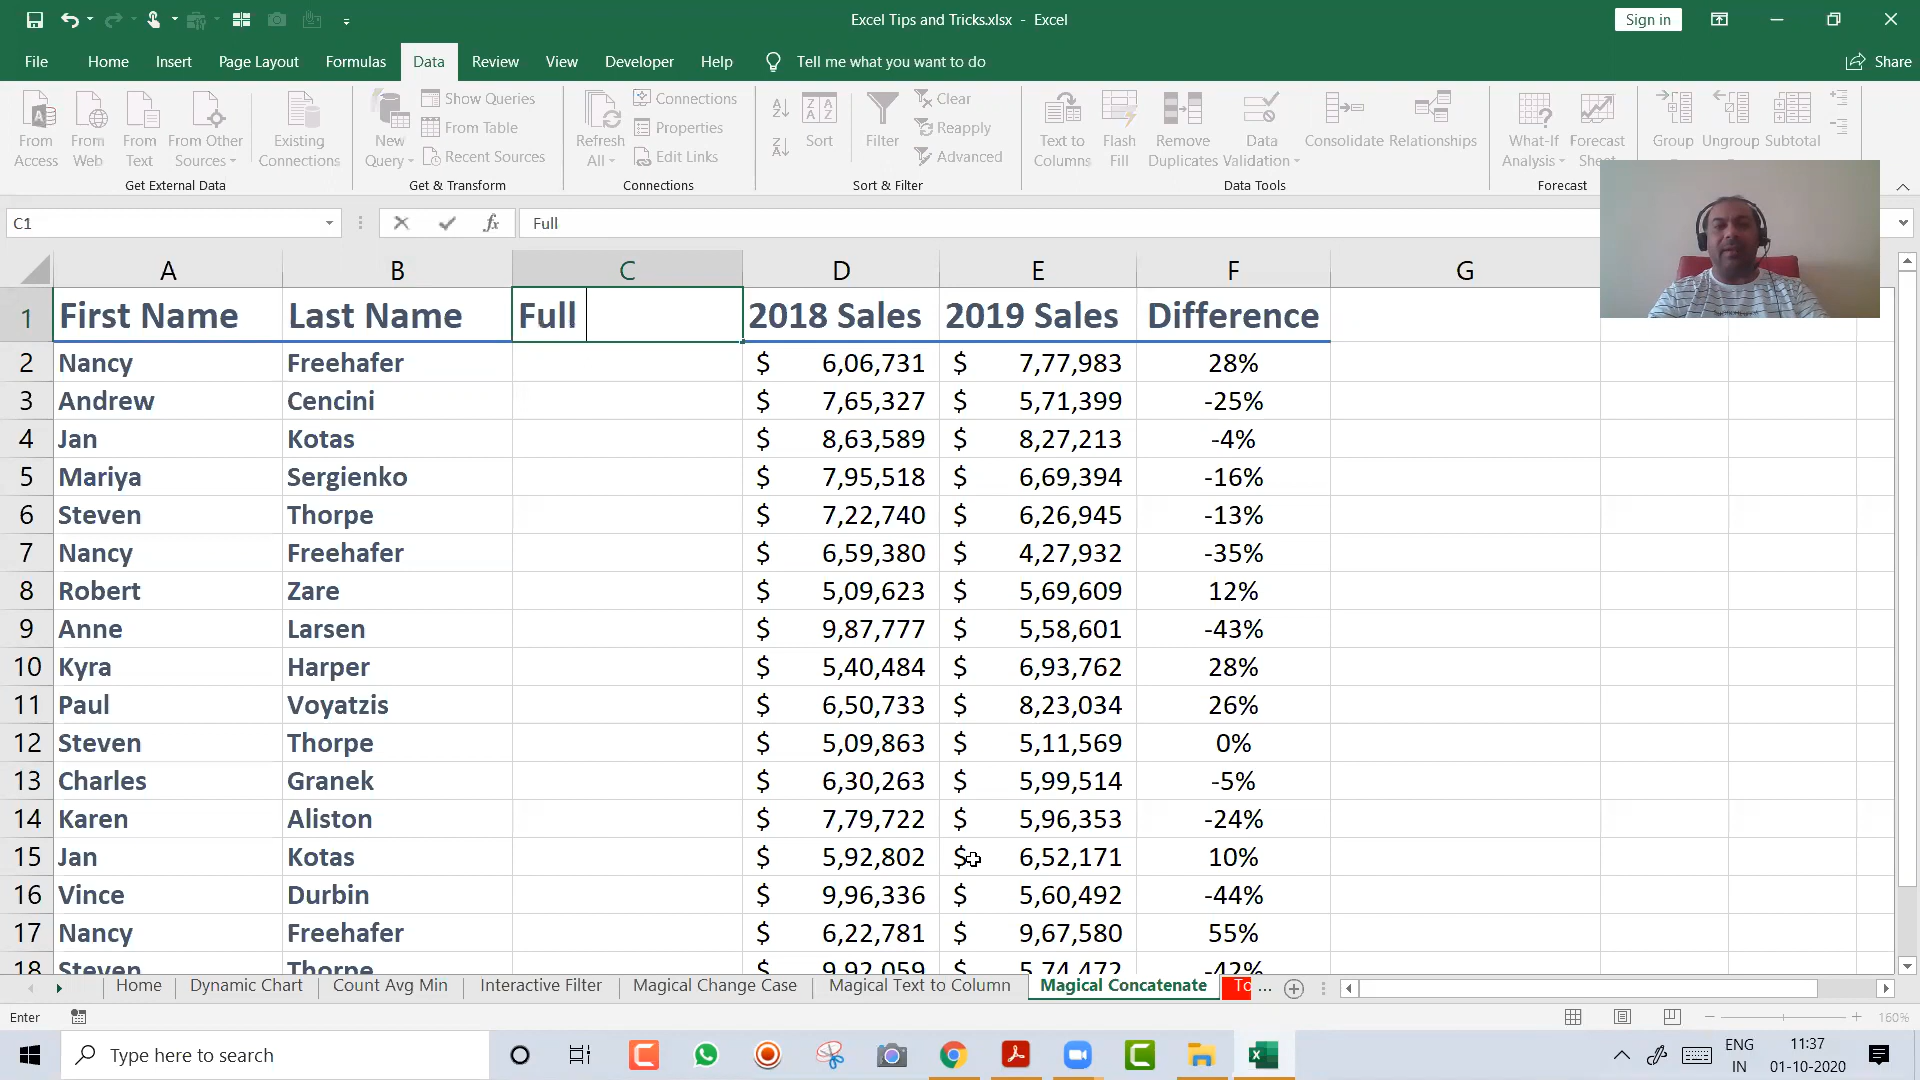 Excel Tips and Tricks.xlsx - Excel
Sign in
File Home Insert Page Layout Formulas Data Review View Developer Help Tell me what you want to do Share
From Access
From Web
From Text
From Other Sources
Existing Connections
Get External Data
New Query
Show Queries
From Table
Recent Sources
Get & Transform
Refresh All
Connections
Properties
Edit Links
Connections
Sort
Filter
Clear
Reapply
Advanced
Sort & Filter
Text to Columns
Flash Fill
Remove Duplicates
Data Validation
Consolidate
Relationships
Data Tools
What-If Analysis
Forecast Sheet
Forecast
Group
Ungroup
Subtotal
C1 fx Full
A B C D E F G
1 First Name Last Name Full 2018 Sales 2019 Sales Difference
2 Nancy Freehafer $ 6,06,731 $ 7,77,983 28%
3 Andrew Cencini $ 7,65,327 $ 5,71,399 -25%
4 Jan Kotas $ 8,63,589 $ 8,27,213 -4%
5 Mariya Sergienko $ 7,95,518 $ 6,69,394 -16%
6 Steven Thorpe $ 7,22,740 $ 6,26,945 -13%
7 Nancy Freehafer $ 6,59,380 $ 4,27,932 -35%
8 Robert Zare $ 5,09,623 $ 5,69,609 12%
9 Anne Larsen $ 9,87,777 $ 5,58,601 -43%
10 Kyra Harper $ 5,40,484 $ 6,93,762 28%
11 Paul Voyatzis $ 6,50,733 $ 8,23,034 26%
12 Steven Thorpe $ 5,09,863 $ 5,11,569 0%
13 Charles Granek $ 6,30,263 $ 5,99,514 -5%
14 Karen Aliston $ 7,79,722 $ 5,96,353 -24%
15 Jan Kotas $ 5,92,802 $ 6,52,171 10%
16 Vince Durbin $ 9,96,336 $ 5,60,492 -44%
17 Nancy Freehafer $ 6,22,781 $ 9,67,580 55%
18 Steven Thorpe $ 9,92,059 $ 5,74,472 -42%
Home Dynamic Chart Count Avg Min Interactive Filter Magical Change Case Magical Text to Column Magical Concatenate To ...
Enter 160%
Type here to search ENG 11:37
IN 01-10-2020